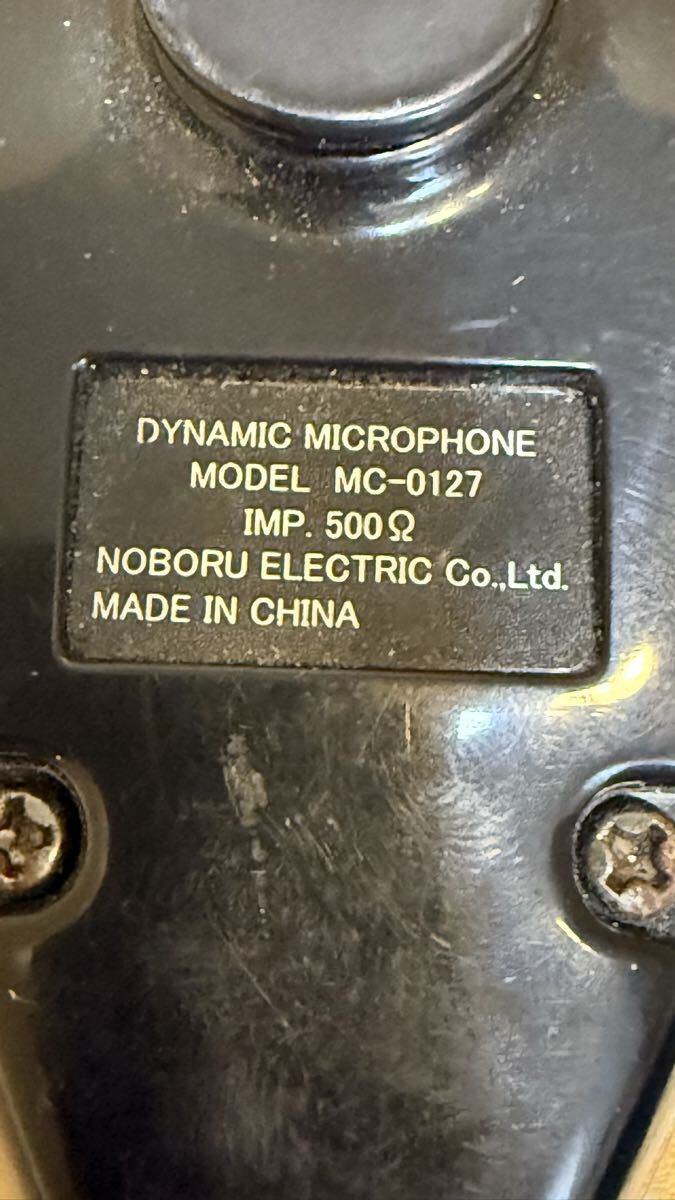 DYNAMIC MICROPHONE
MODEL MC-0127
IMP. 500Ω
NOBORU ELECTRIC Co.,Ltd.
MADE IN CHINA